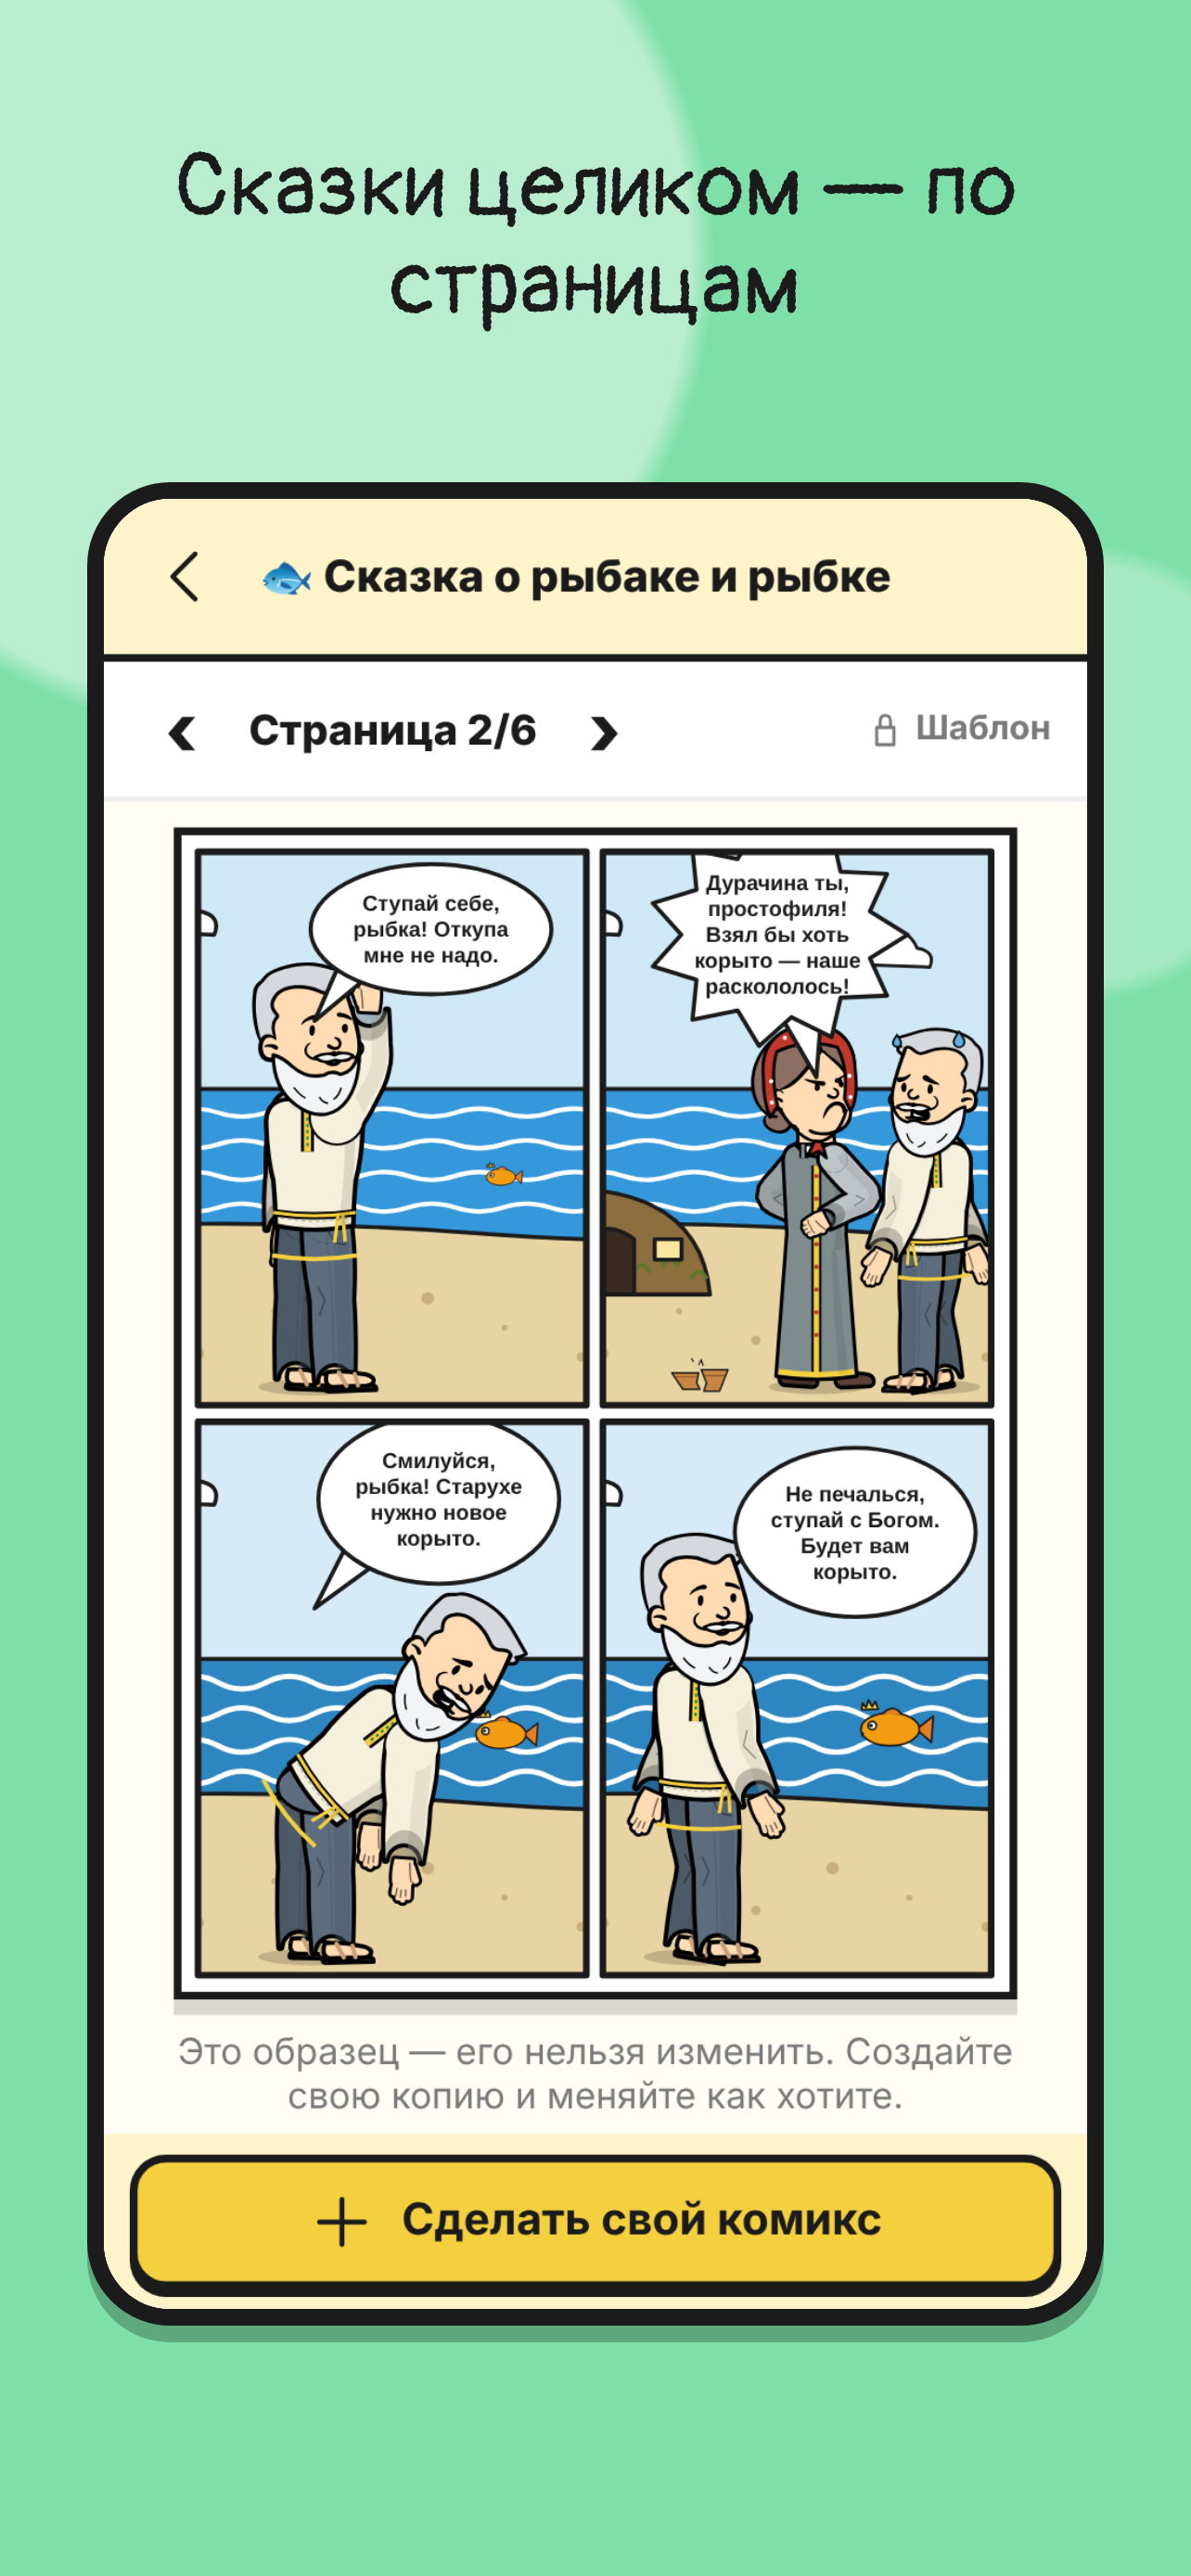 Сказки целиком — по
страницам
Сказка о рыбаке и рыбке
Страница 2/6
Шаблон
Ступай себе,
рыбка! Откупа
мне не надо.
Дурачина ты,
простофиля!
Взял бы хоть
корыто — наше
раскололось!
Смилуйся,
рыбка! Старухе
нужно новое
корыто.
Не печалься,
ступай с Богом.
Будет вам
корыто.
Это образец — его нельзя изменить. Создайте
свою копию и меняйте как хотите.
Сделать свой комикс